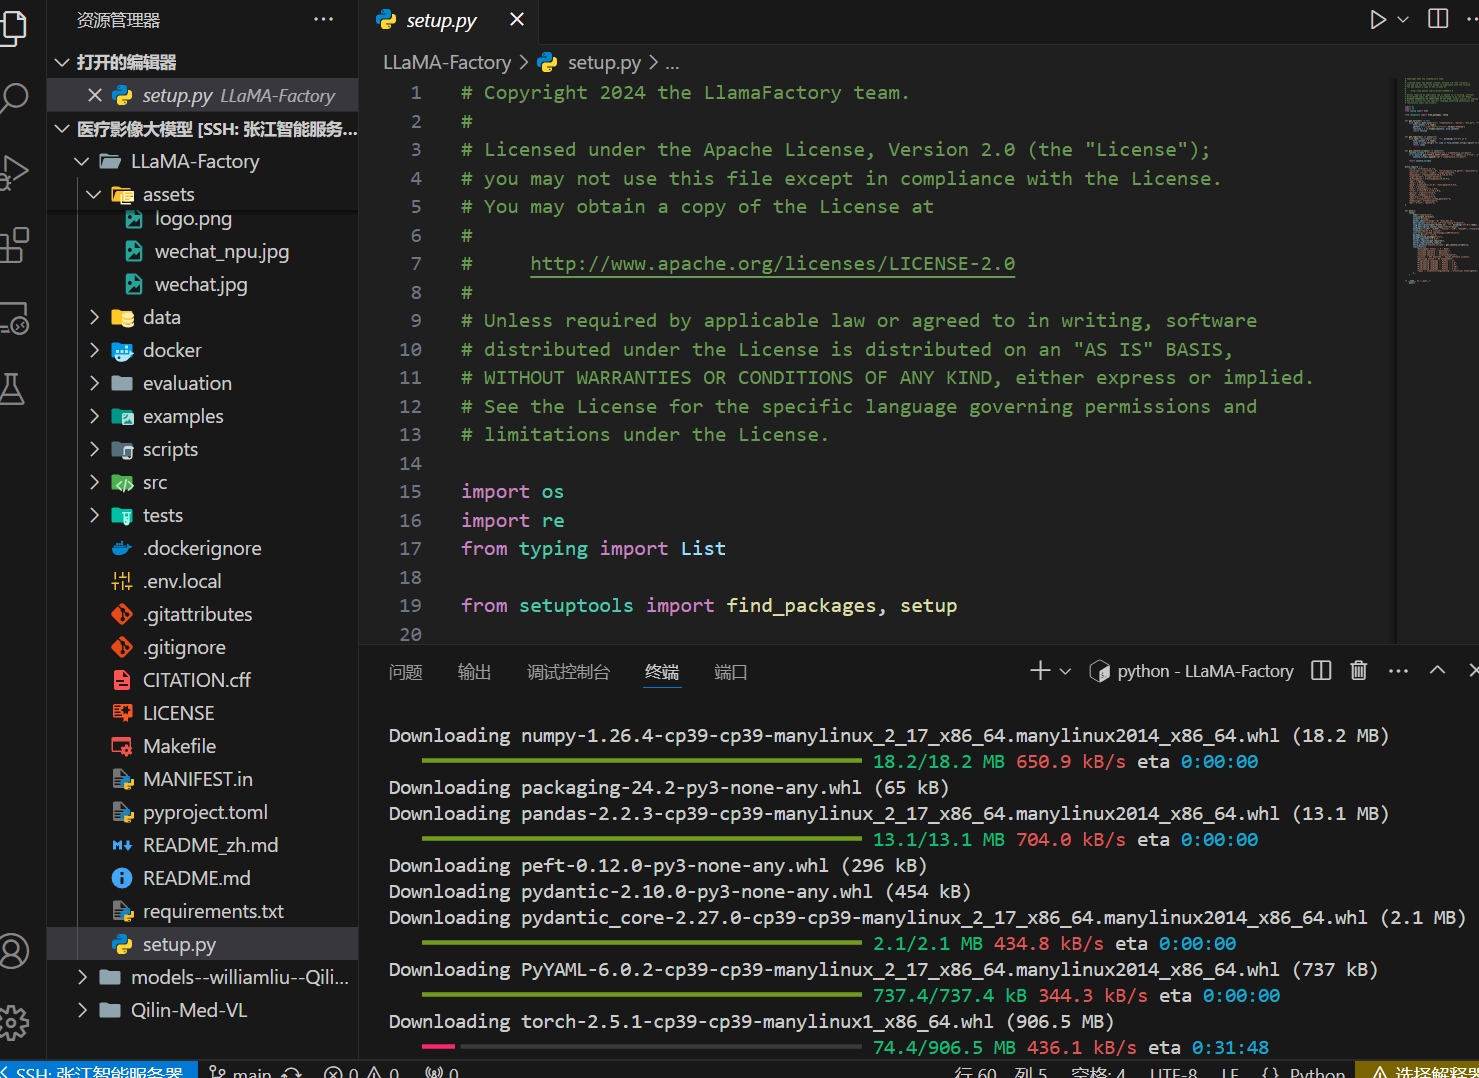 资源管理器
打开的编辑器
setup.py LLaMA-Factory
医疗影像大模型 [SSH: 张江智能服务...
LLaMA-Factory
assets
logo.png
wechat_npu.jpg
wechat.jpg
data
docker
evaluation
examples
scripts
src
tests
.dockerignore
.env.local
.gitattributes
.gitignore
CITATION.cff
LICENSE
Makefile
MANIFEST.in
pyproject.toml
README_zh.md
README.md
requirements.txt
setup.py
models--williamliu--Qili...
Qilin-Med-VL
setup.py
LLaMA-Factory > setup.py > ...
1 # Copyright 2024 the LlamaFactory team.
2 #
3 # Licensed under the Apache License, Version 2.0 (the "License");
4 # you may not use this file except in compliance with the License.
5 # You may obtain a copy of the License at
6 #
7 #     http://www.apache.org/licenses/LICENSE-2.0
8 #
9 # Unless required by applicable law or agreed to in writing, software
10 # distributed under the License is distributed on an "AS IS" BASIS,
11 # WITHOUT WARRANTIES OR CONDITIONS OF ANY KIND, either express or implied.
12 # See the License for the specific language governing permissions and
13 # limitations under the License.
14
15 import os
16 import re
17 from typing import List
18
19 from setuptools import find_packages, setup
20
问题 输出 调试控制台 终端 端口 python - LLaMA-Factory
Downloading numpy-1.26.4-cp39-cp39-manylinux_2_17_x86_64.manylinux2014_x86_64.whl (18.2 MB)
18.2/18.2 MB 650.9 kB/s eta 0:00:00
Downloading packaging-24.2-py3-none-any.whl (65 kB)
Downloading pandas-2.2.3-cp39-cp39-manylinux_2_17_x86_64.manylinux2014_x86_64.whl (13.1 MB)
13.1/13.1 MB 704.0 kB/s eta 0:00:00
Downloading peft-0.12.0-py3-none-any.whl (296 kB)
Downloading pydantic-2.10.0-py3-none-any.whl (454 kB)
Downloading pydantic_core-2.27.0-cp39-cp39-manylinux_2_17_x86_64.manylinux2014_x86_64.whl (2.1 MB)
2.1/2.1 MB 434.8 kB/s eta 0:00:00
Downloading PyYAML-6.0.2-cp39-cp39-manylinux_2_17_x86_64.manylinux2014_x86_64.whl (737 kB)
737.4/737.4 kB 344.3 kB/s eta 0:00:00
Downloading torch-2.5.1-cp39-cp39-manylinux1_x86_64.whl (906.5 MB)
74.4/906.5 MB 436.1 kB/s eta 0:31:48
SSH: 张江智能服务器 main 0 0 0 行 60, 列 5 空格: 4 UTF-8 LF {} Python 选择解释器